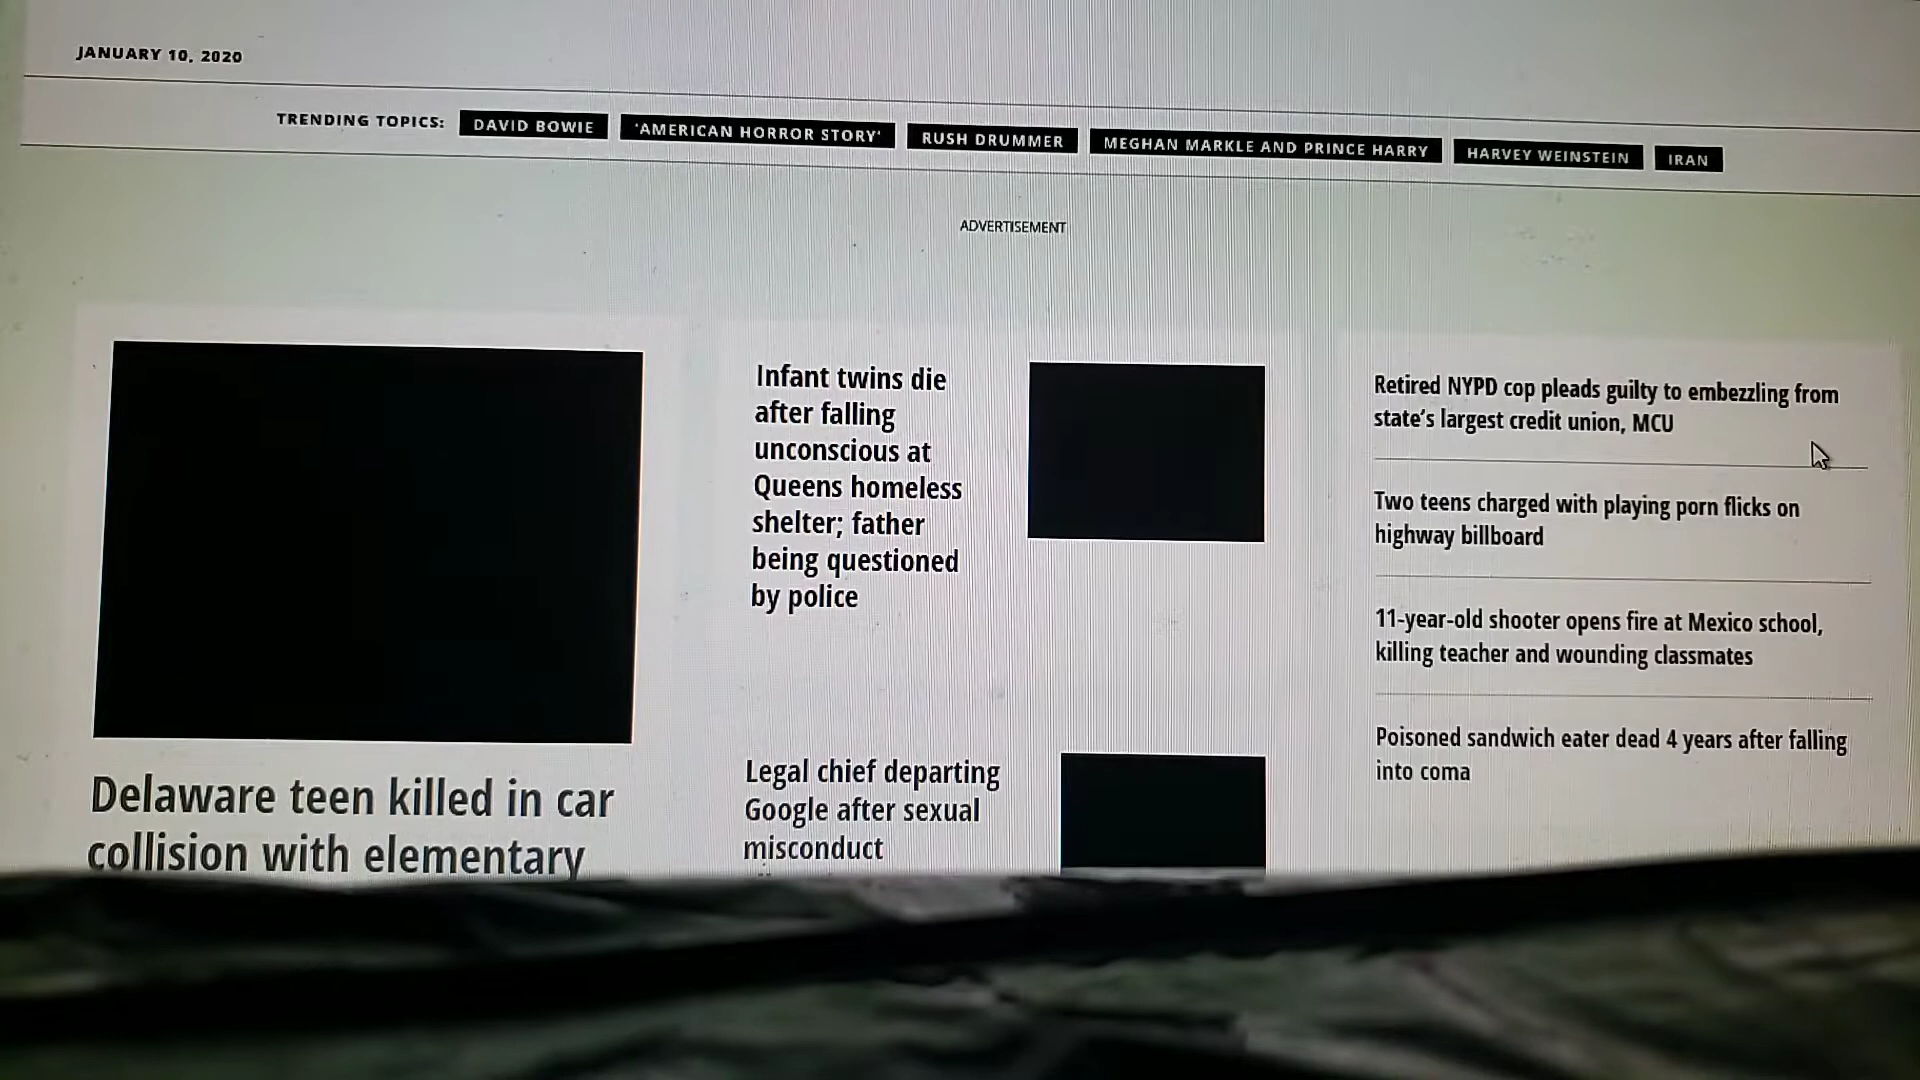 JANUARY 10, 2020
TRENDING TOPICS: DAVID BOWIE 'AMERICAN HORROR STORY' RUSH DRUMMER MEGHAN MARKLE AND PRINCE HARRY HARVEY WEINSTEIN IRAN
ADVERTISEMENT
Delaware teen killed in car
collision with elementary
Infant twins die
after falling
unconscious at
Queens homeless
shelter; father
being questioned
by police
Legal chief departing
Google after sexual
misconduct
Retired NYPD cop pleads guilty to embezzling from
state's largest credit union, MCU
Two teens charged with playing porn flicks on
highway billboard
11-year-old shooter opens fire at Mexico school,
killing teacher and wounding classmates
Poisoned sandwich eater dead 4 years after falling
into coma